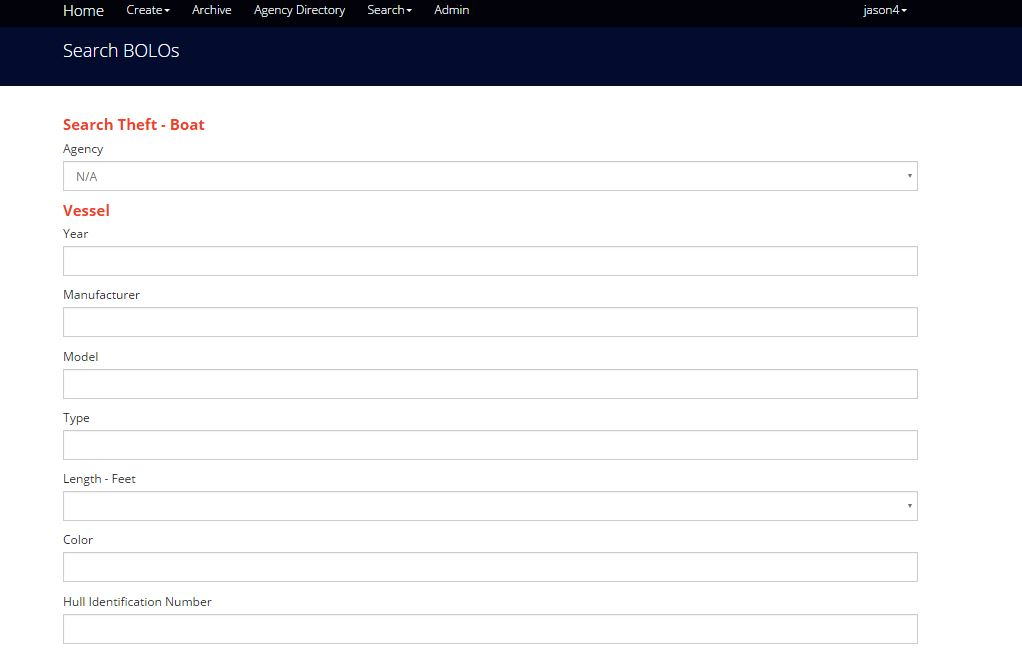 Home Create Archive Agency Directory Search Admin jason4
Search BOLOs
Search Theft - Boat
Agency
N/A
Vessel
Year
Manufacturer
Model
Type
Length - Feet
Color
Hull Identification Number